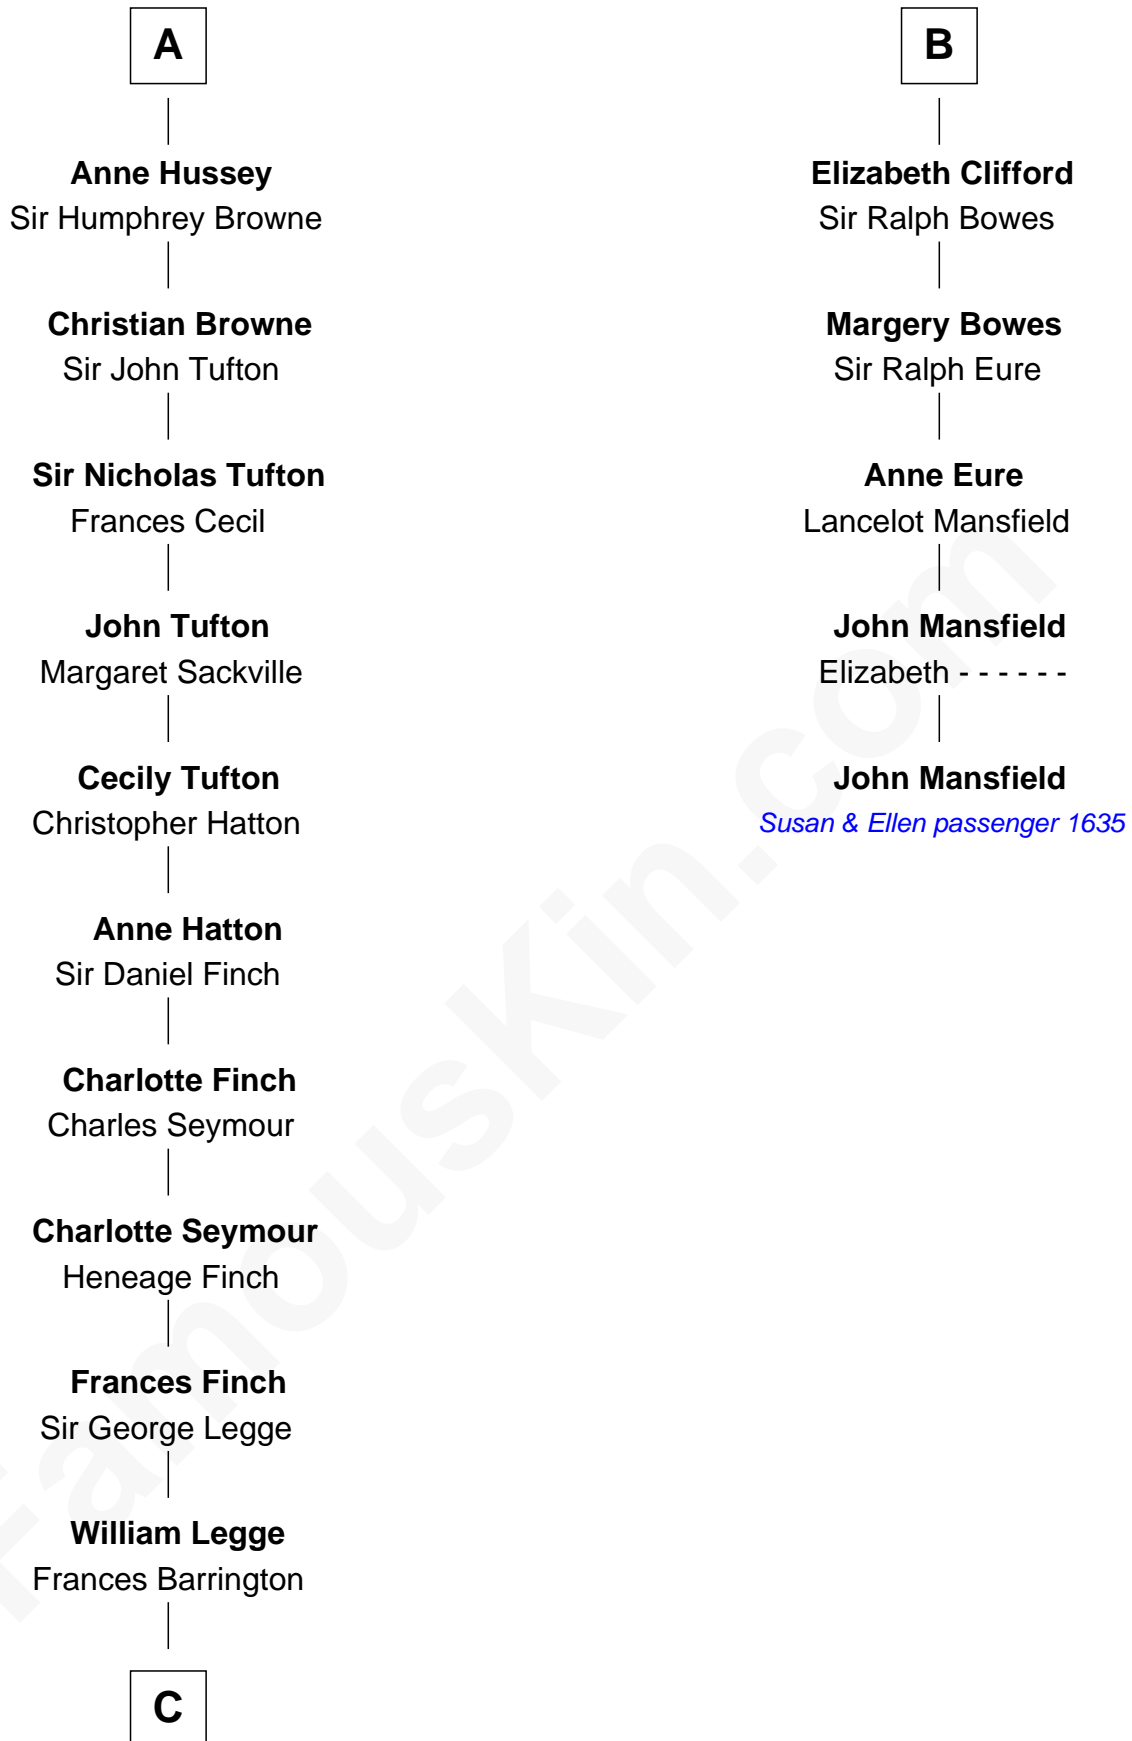 A
Anne Hussey
Sir Humphrey Browne
Christian Browne
Sir John Tufton
Sir Nicholas Tufton
Frances Cecil
John Tufton
Margaret Sackville
Cecily Tufton
Christopher Hatton
Anne Hatton
Sir Daniel Finch
Charlotte Finch
Charles Seymour
Charlotte Seymour
Heneage Finch
Frances Finch
Sir George Legge
William Legge
Frances Barrington
C
B
Elizabeth Clifford
Sir Ralph Bowes
Margery Bowes
Sir Ralph Eure
Anne Eure
Lancelot Mansfield
John Mansfield
Elizabeth - - - - - -
John Mansfield
Susan & Ellen passenger 1635
FamousKin.com